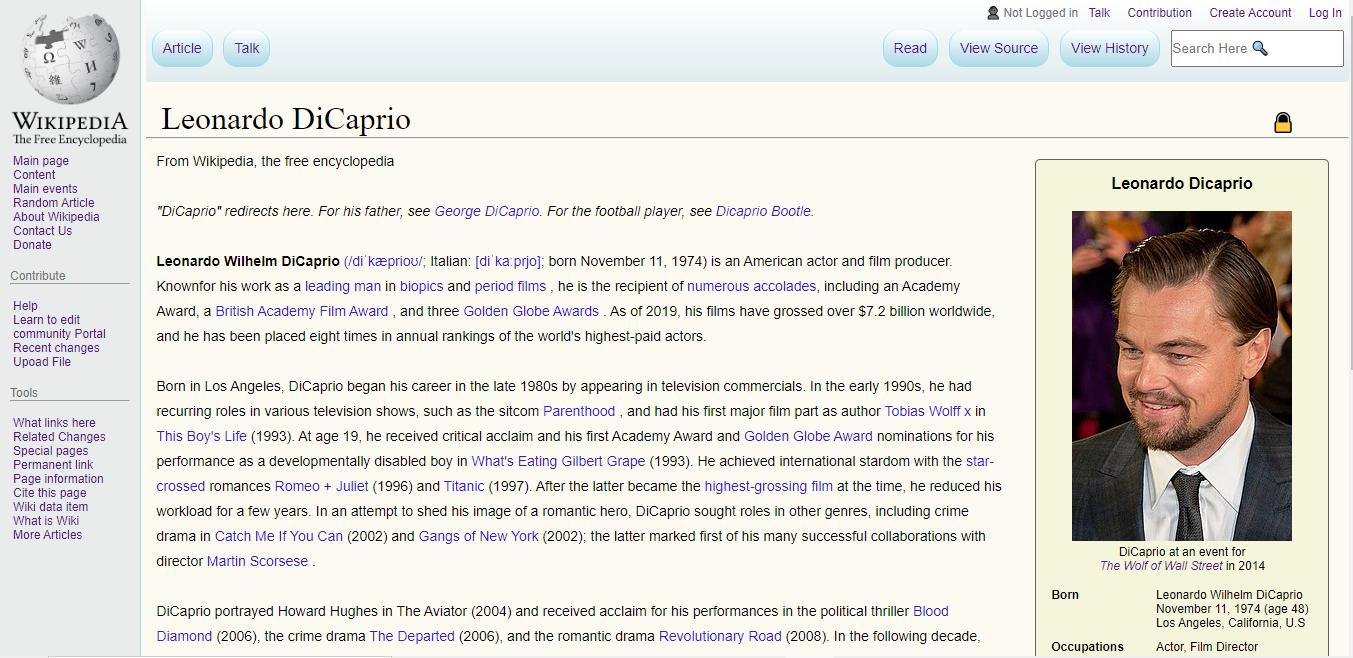 Not Logged in Talk Contribution Create Account Log In
Article Talk Read View Source View History Search Here
WIKIPEDIA
The Free Encyclopedia
Main page
Content
Main events
Random Article
About Wikipedia
Contact Us
Donate
Contribute
Help
Learn to edit
community Portal
Recent changes
Upoad File
Tools
What links here
Related Changes
Special pages
Permanent link
Page information
Cite this page
Wiki data item
What is Wiki
More Articles
Leonardo DiCaprio
From Wikipedia, the free encyclopedia
"DiCaprio" redirects here. For his father, see George DiCaprio. For the football player, see Dicaprio Bootle.
Leonardo Wilhelm DiCaprio (/diˈkæprioʊ/; Italian: [diˈkaːprjo]; born November 11, 1974) is an American actor and film producer.
Knownfor his work as a leading man in biopics and period films , he is the recipient of numerous accolades, including an Academy
Award, a British Academy Film Award , and three Golden Globe Awards . As of 2019, his films have grossed over $7.2 billion worldwide,
and he has been placed eight times in annual rankings of the world's highest-paid actors.
Born in Los Angeles, DiCaprio began his career in the late 1980s by appearing in television commercials. In the early 1990s, he had
recurring roles in various television shows, such as the sitcom Parenthood , and had his first major film part as author Tobias Wolff x in
This Boy's Life (1993). At age 19, he received critical acclaim and his first Academy Award and Golden Globe Award nominations for his
performance as a developmentally disabled boy in What's Eating Gilbert Grape (1993). He achieved international stardom with the star-
crossed romances Romeo + Juliet (1996) and Titanic (1997). After the latter became the highest-grossing film at the time, he reduced his
workload for a few years. In an attempt to shed his image of a romantic hero, DiCaprio sought roles in other genres, including crime
drama in Catch Me If You Can (2002) and Gangs of New York (2002); the latter marked first of his many successful collaborations with
director Martin Scorsese .
DiCaprio portrayed Howard Hughes in The Aviator (2004) and received acclaim for his performances in the political thriller Blood
Diamond (2006), the crime drama The Departed (2006), and the romantic drama Revolutionary Road (2008). In the following decade,
Leonardo Dicaprio
DiCaprio at an event for
The Wolf of Wall Street in 2014
Born Leonardo Wilhelm DiCaprio
November 11, 1974 (age 48)
Los Angeles, California, U.S
Occupations Actor, Film Director